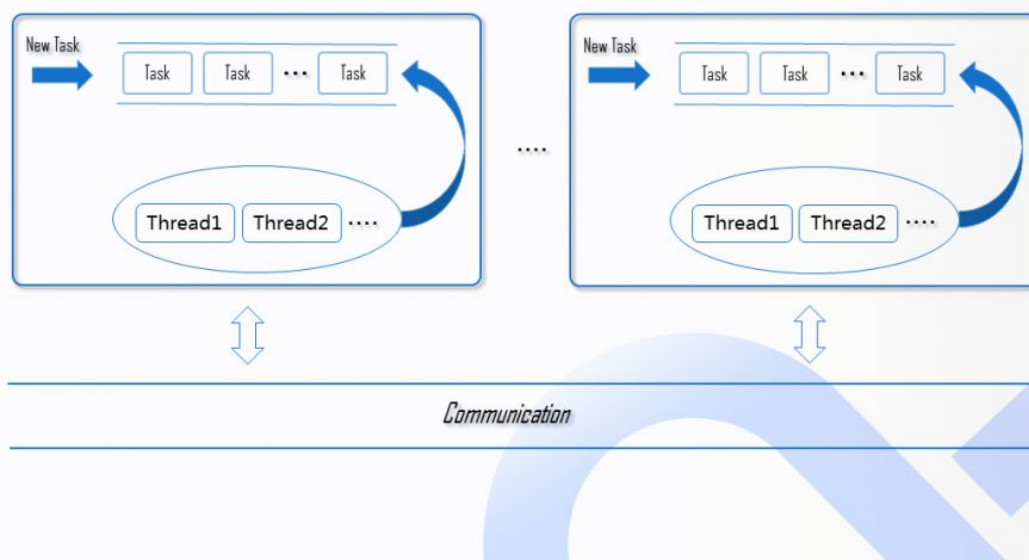 New Task
Task Task ... Task
Thread1 Thread2 ....
....
New Task
Task Task ... Task
Thread1 Thread2 ....
Communication